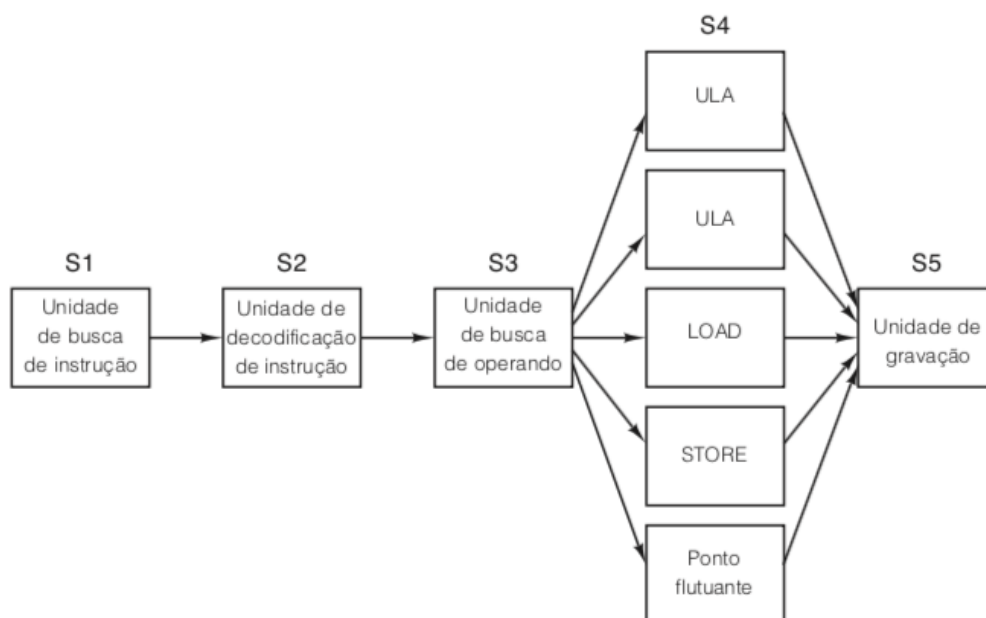 S4
ULA
ULA
S1
Unidade
de busca
de instrução
S2
Unidade de
decodificação
de instrução
S3
Unidade
de busca
de operando
LOAD
S5
Unidade de
gravação
STORE
Ponto
flutuante